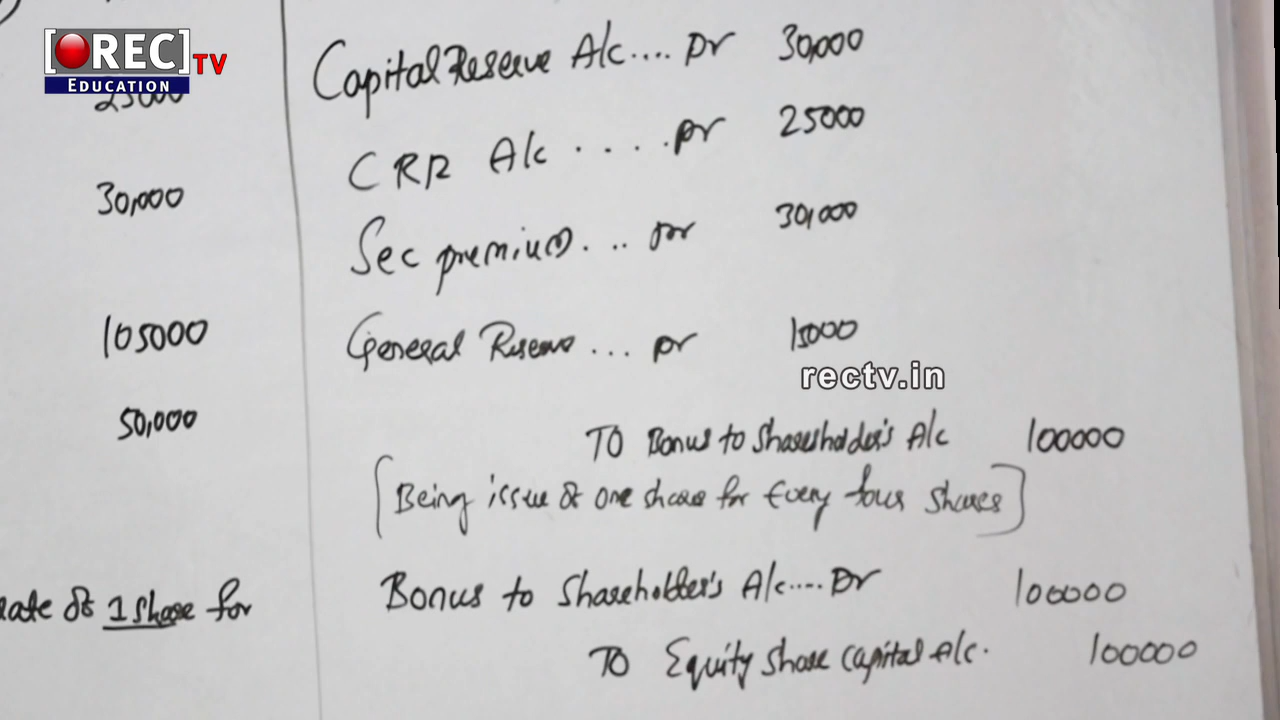 [REC] TV
EDUCATION
25000
30,000
105000
50,000
rate of 1 share for
Capital Reserve A/c.... Dr 30,000
CRR A/c ..... Dr 25000
Sec premium. .. Dr 30,000
General Reserve ... Dr 15000
rectv.in
TO Bonus to Shareholder's A/c 100000
[Being issue of one share for Every four shares]
Bonus to Shareholder's A/c.... Dr 100000
TO Equity share capital A/c. 100000